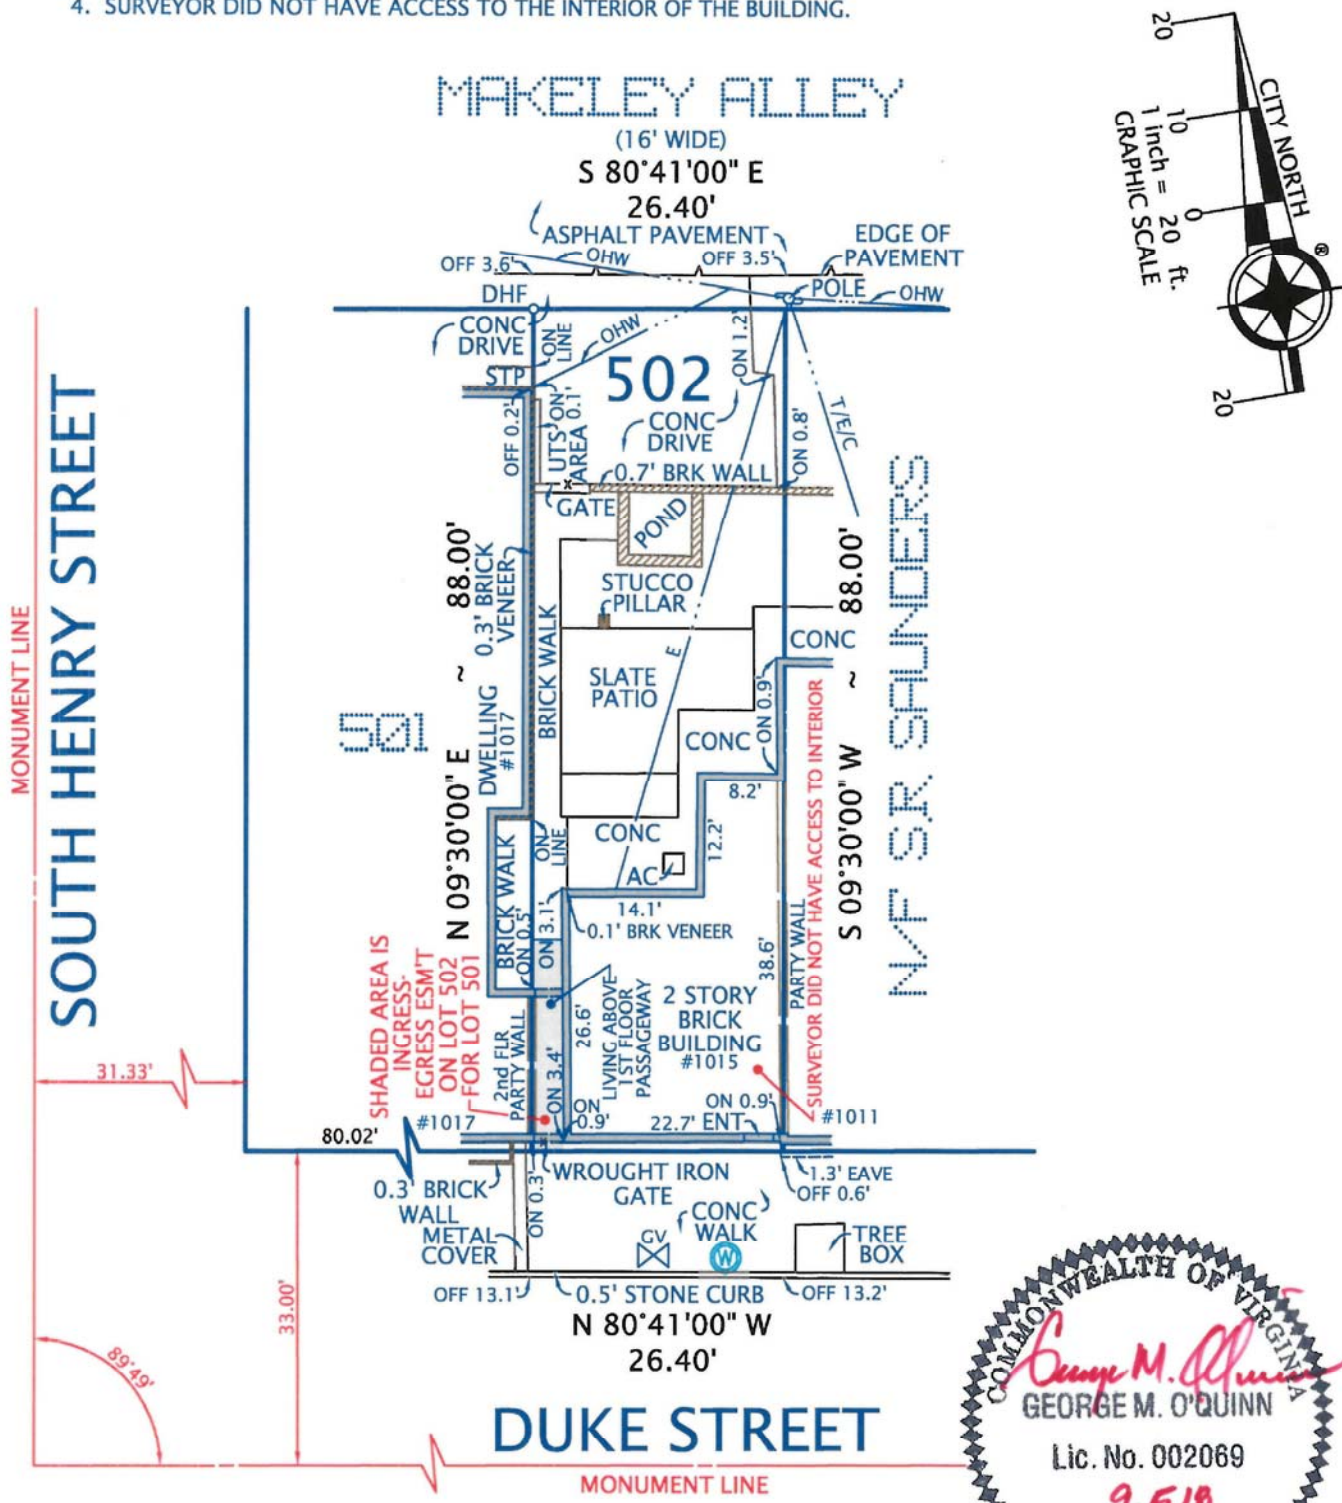 4. SURVEYOR DID NOT HAVE ACCESS TO THE INTERIOR OF THE BUILDING.
MAKELEY ALLEY
(16' WIDE)
S 80°41'00" E
26.40'
20
10
0
20
1 inch = 20 ft.
GRAPHIC SCALE
CITY NORTH
®
ASPHALT PAVEMENT
EDGE OF
PAVEMENT
OFF 3.6'
OHW
OFF 3.5'
DHF
POLE
OHW
CONC
DRIVE
ON
LINE
OHW
ON 1.2'
STP
502
OFF 0.2'
UTS ON
AREA 0.1'
CONC
DRIVE
ON 0.8'
T/E/C
0.7' BRK WALL
x
GATE
POND
SOUTH HENRY STREET
MONUMENT LINE
N 09°30'00" E ~ 88.00'
S 09°30'00" W ~ 88.00'
N/F S.R. SAUNDERS
501
DWELLING
#1017
0.3' BRICK
VENEER
BRICK WALK
STUCCO
PILLAR
E
SLATE
PATIO
CONC
ON 0.9'
CONC
8.2'
12.2'
CONC
AC
ON
LINE
BRICK WALK
ON 0.5'
ON 3.1'
14.1'
0.1' BRK VENEER
38.6'
PARTY WALL
SURVEYOR DID NOT HAVE ACCESS TO INTERIOR
SHADED AREA IS
INGRESS-
EGRESS ESM'T
ON LOT 502
FOR LOT 501
2nd FLR
PARTY WALL
ON 3.4'
26.6'
LIVING ABOVE
1ST FLOOR
PASSAGEWAY
2 STORY
BRICK
BUILDING
#1015
31.33'
#1017
ON
0.9'
22.7'
ENT
ON 0.9'
#1011
80.02'
0.3' BRICK
WALL
WROUGHT IRON
GATE
1.3' EAVE
OFF 0.6'
ON 0.3'
METAL
COVER
GV
W
CONC
WALK
TREE
BOX
OFF 13.1'
0.5' STONE CURB
OFF 13.2'
N 80°41'00" W
26.40'
33.00'
89°49'
DUKE STREET
MONUMENT LINE
COMMONWEALTH OF VIRGINIA
George M. O'Quinn
GEORGE M. O'QUINN
Lic. No. 002069